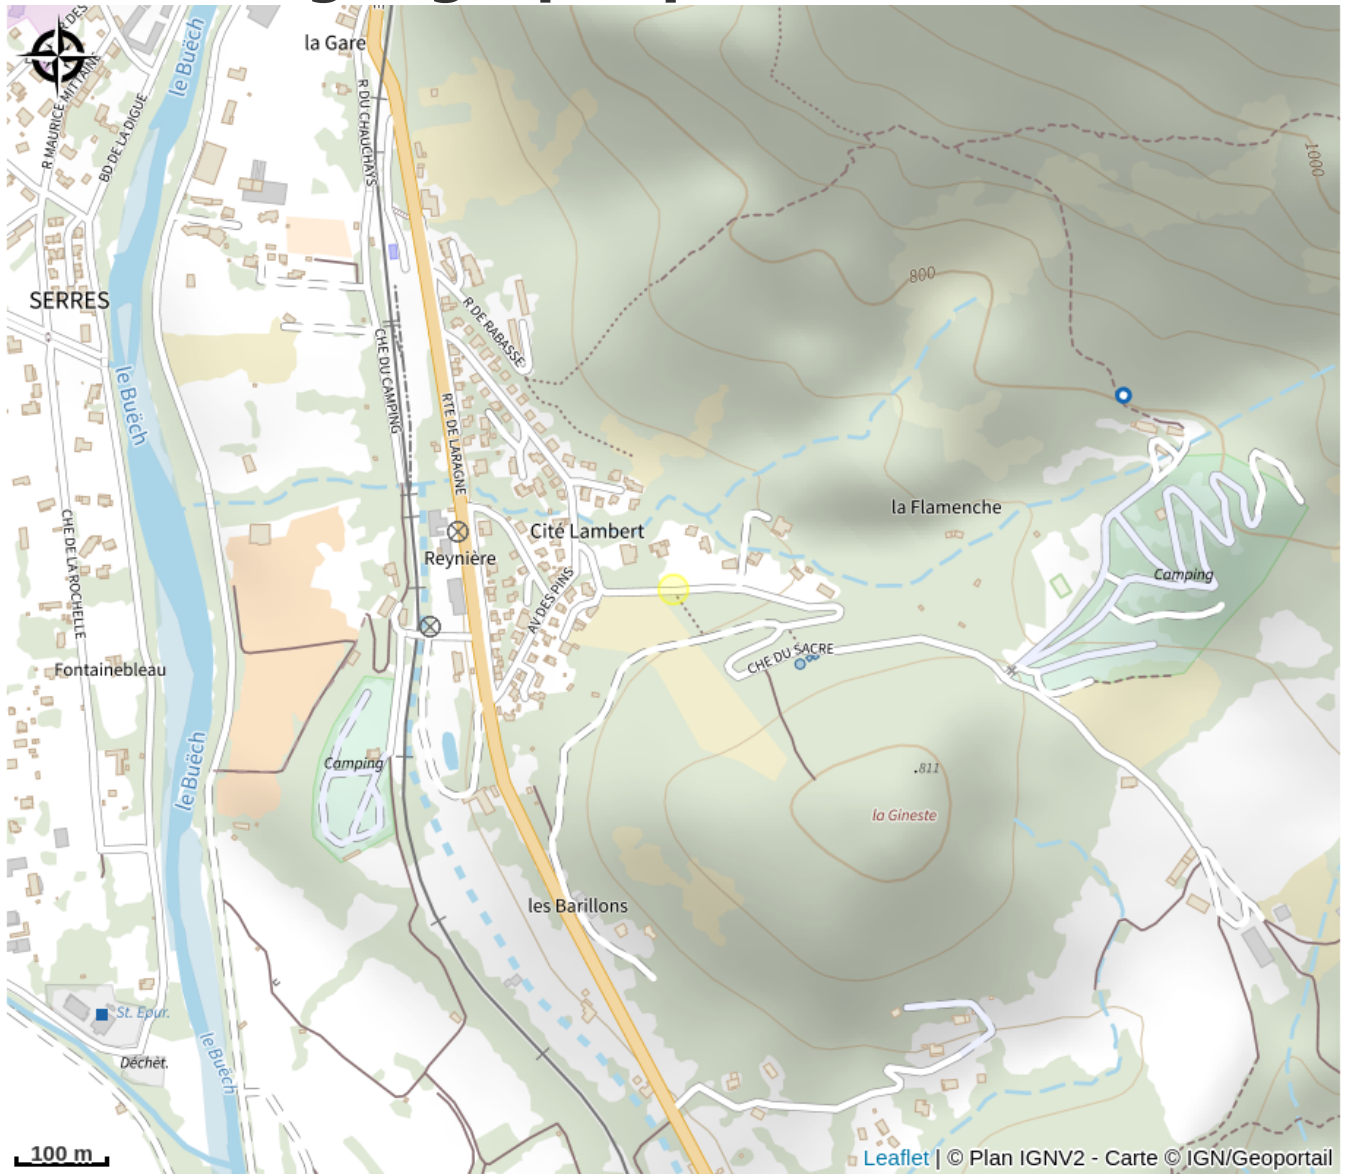 la Gare
le Buëch
R MAURICE MITTAINE
BD DE LA DIGUE
R DU CHAUCHAYS
1000
800
SERRES
R DE RABASSE
CHE DU CAMPING
le Buëch
RTE DE LARAGNE
la Flamenche
Cité Lambert
Reynière
CHE DE LA ROCHELLE
AV DES PINS
Camping
CHE DU SACRE
Fontainebleau
le Buëch
Camping
811
la Gineste
les Barillons
St. Epur.
Déchèt.
le Buëch
100 m
Leaflet | © Plan IGNV2 - Carte © IGN/Geoportail